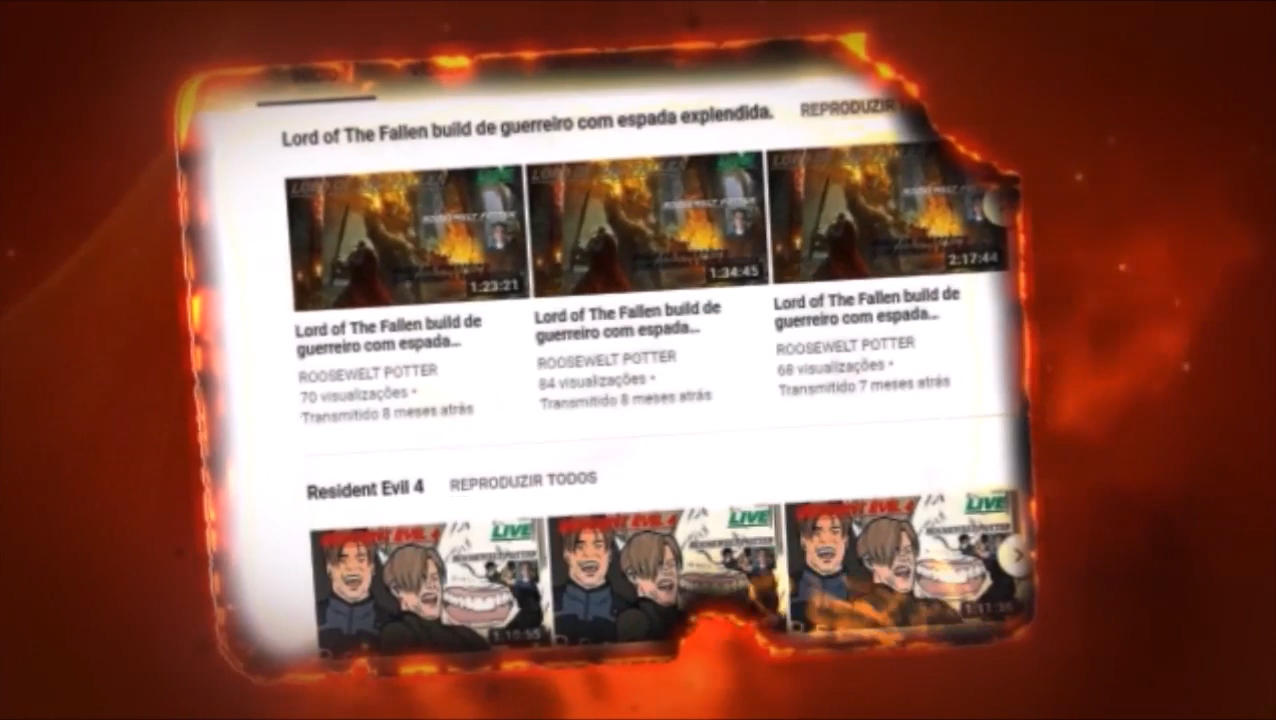 Lord of The Fallen build de guerreiro com espada explendida.
REPRODUZIR
1:23:21
1:34:45
2:17:44
Lord of The Fallen build de
guerreiro com espada...
ROOSEWELT POTTER
70 visualizações •
Transmitido 8 meses atrás
Lord of The Fallen build de
guerreiro com espada...
ROOSEWELT POTTER
84 visualizações •
Transmitido 8 meses atrás
Lord of The Fallen build de
guerreiro com espada...
ROOSEWELT POTTER
68 visualizações •
Transmitido 7 meses atrás
Resident Evil 4
REPRODUZIR TODOS
LIVE
LIVE
LIVE
1:10:55